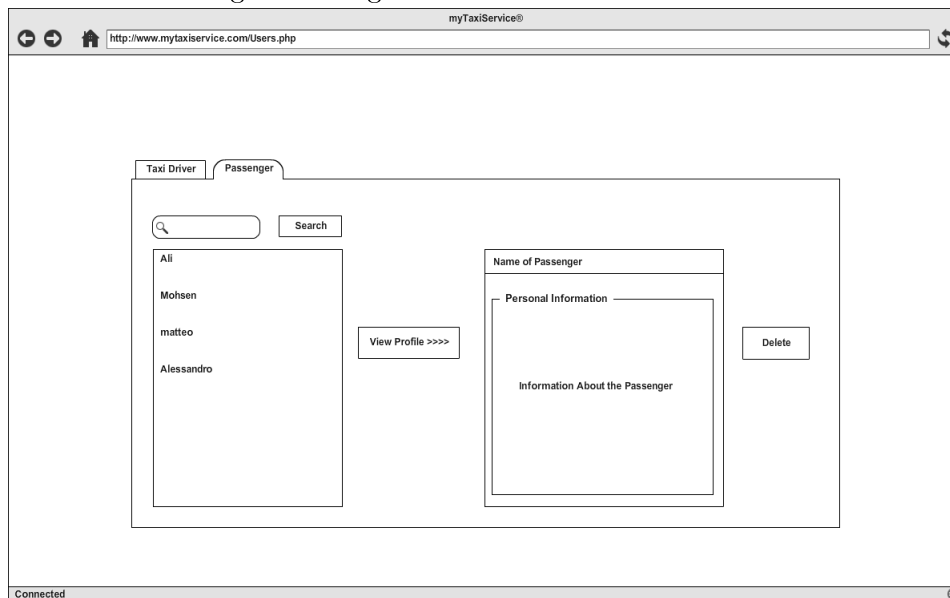 myTaxiService®
http://www.mytaxiservice.com/Users.php
Taxi Driver
Passenger
Search
Ali
Mohsen
matteo
Alessandro
View Profile >>>>
Name of Passenger
Personal Information
Information About the Passenger
Delete
Connected